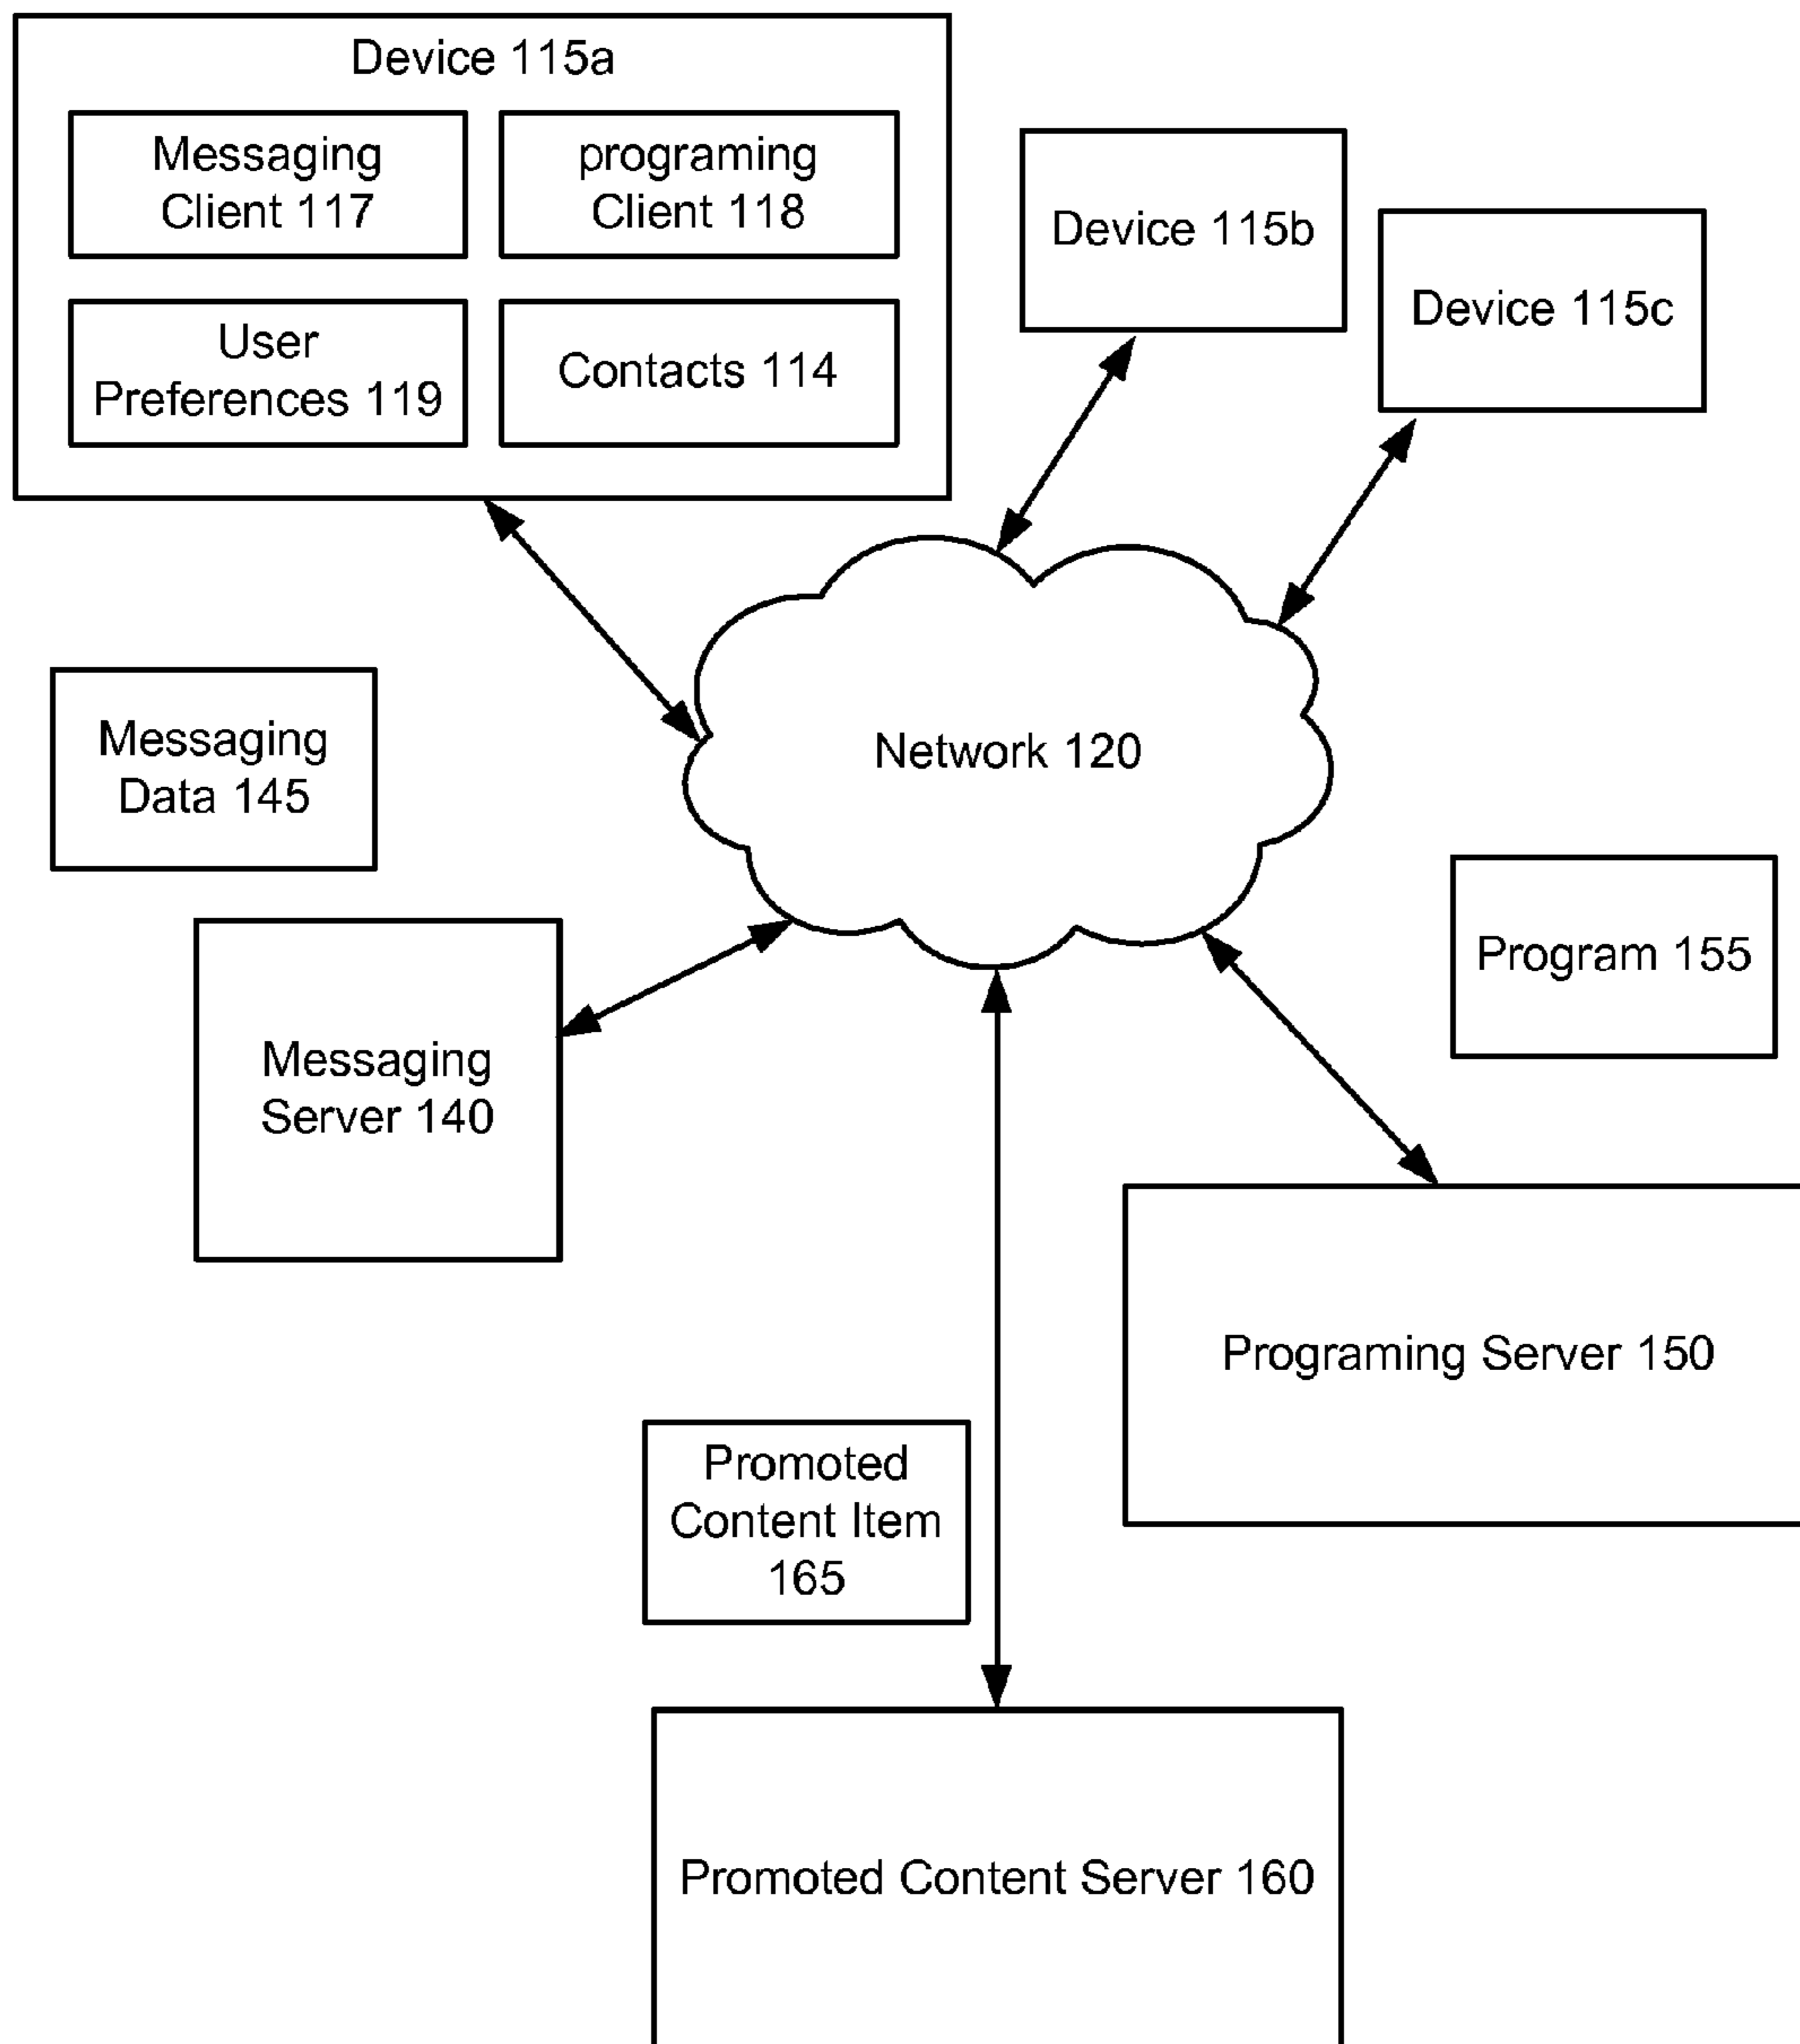 Device 115a
Messaging
Client 117
programing
Client 118
User
Preferences 119
Contacts 114
Device 115b
Device 115c
Network 120
Messaging
Data 145
Messaging
Server 140
Program 155
Programing Server 150
Promoted
Content Item
165
Promoted Content Server 160